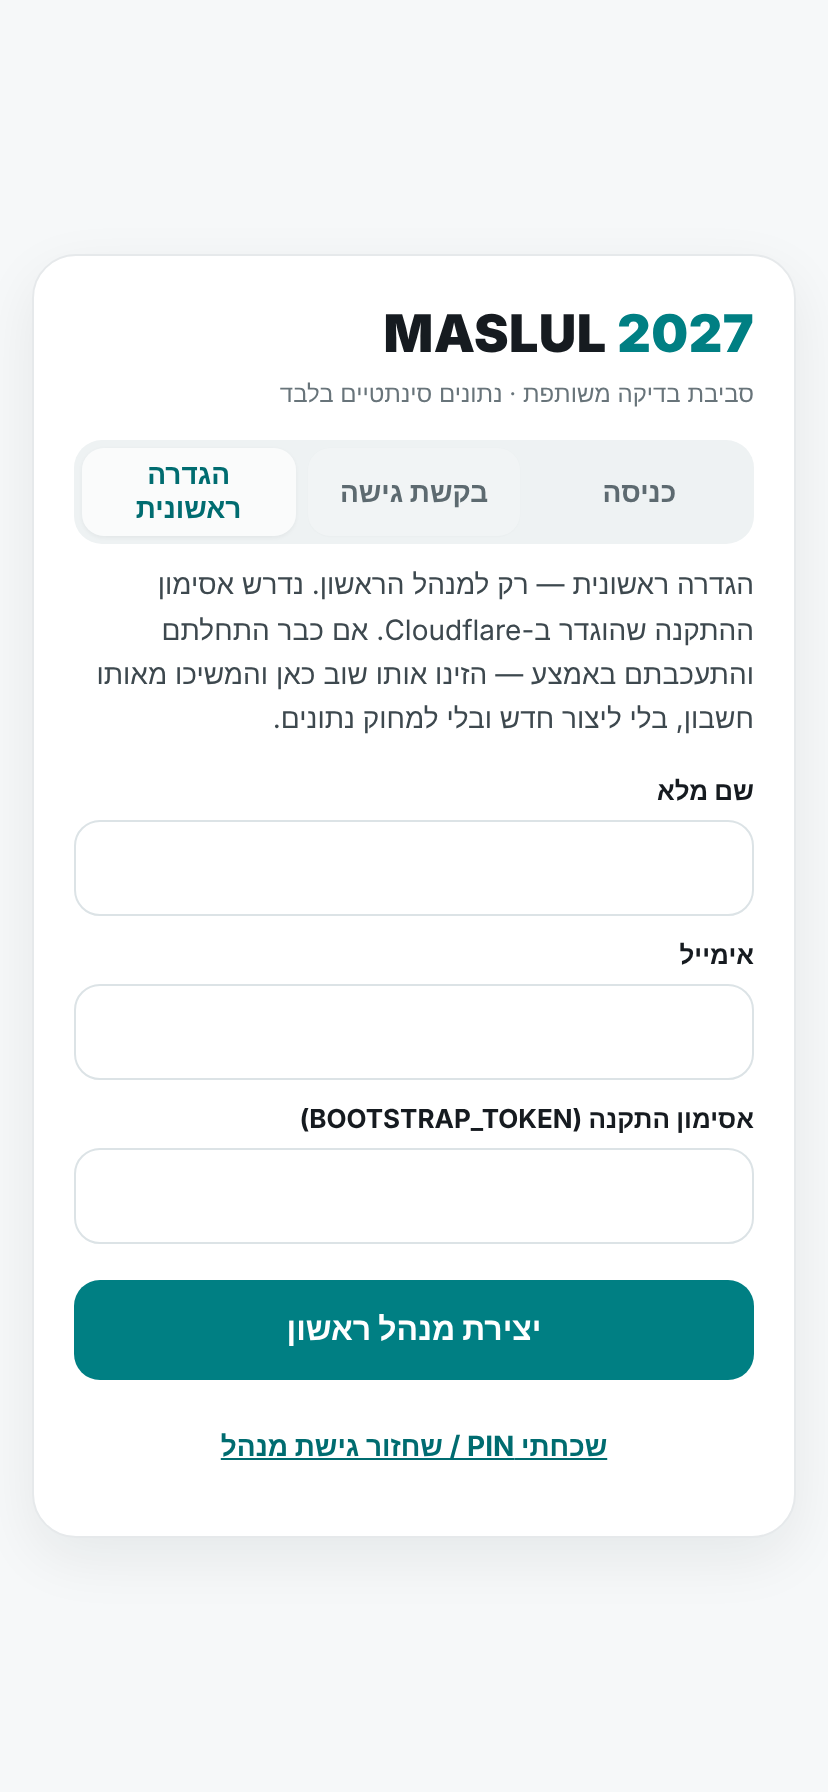 MASLUL 2027
סביבת בדיקה משותפת · נתונים סינתטיים בלבד
כניסה
בקשת גישה
הגדרה
ראשונית
הגדרה ראשונית — רק למנהל הראשון. נדרש אסימון
ההתקנה שהוגדר ב-Cloudflare. אם כבר התחלתם
והתעכבתם באמצע — הזינו אותו שוב כאן והמשיכו מאותו
חשבון, בלי ליצור חדש ובלי למחוק נתונים.
שם מלא
אימייל
אסימון התקנה (BOOTSTRAP_TOKEN)
יצירת מנהל ראשון
שכחתי PIN / שחזור גישת מנהל